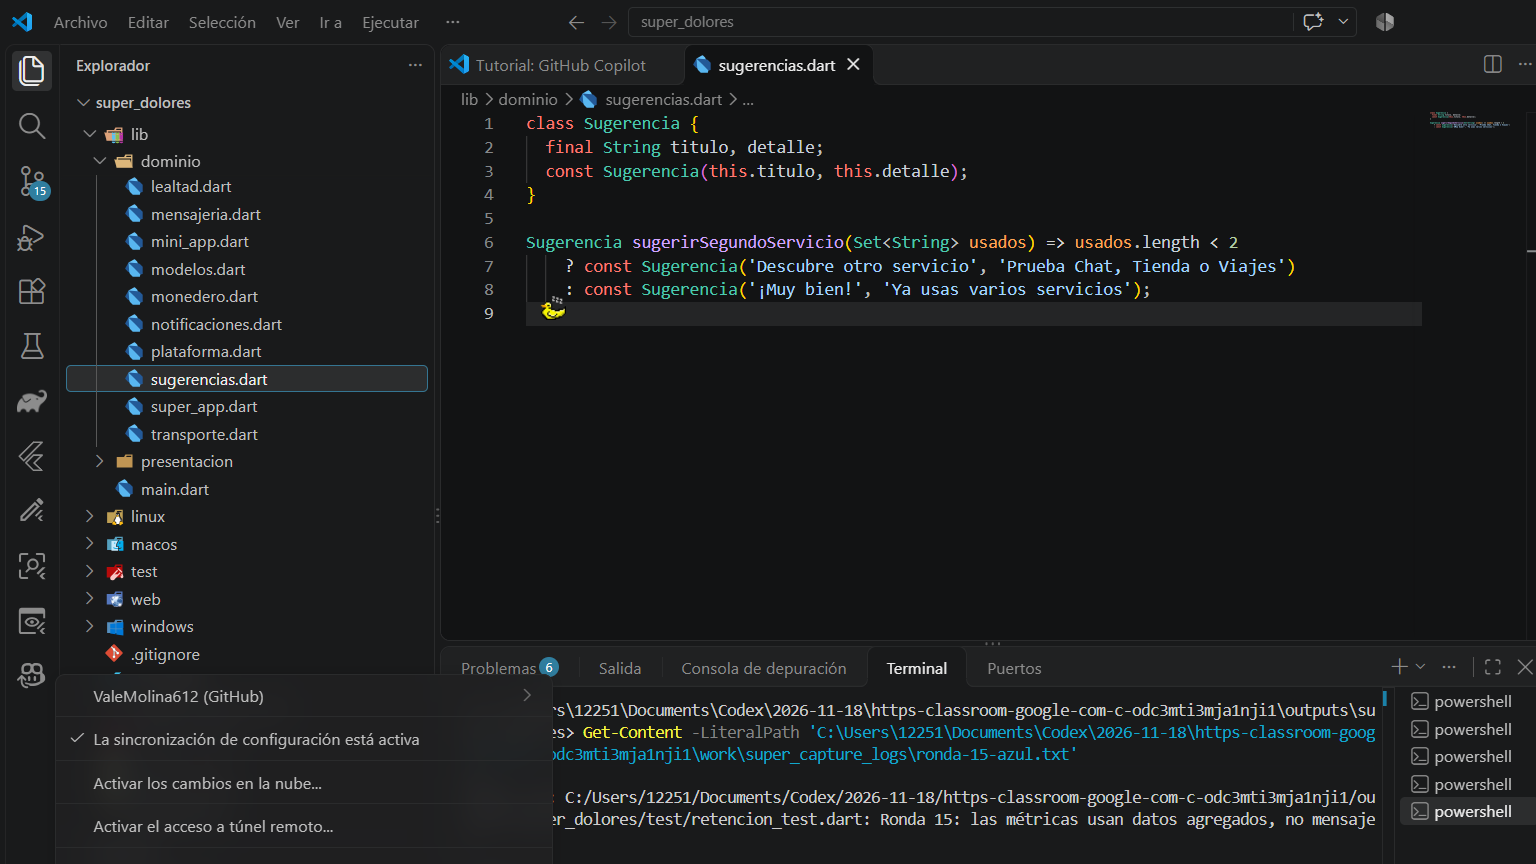 Archivo Editar Selección Ver Ir a Ejecutar ...
super_dolores
Explorador
super_dolores
lib
dominio
lealtad.dart
mensajeria.dart
mini_app.dart
modelos.dart
monedero.dart
notificaciones.dart
plataforma.dart
sugerencias.dart
super_app.dart
transporte.dart
presentacion
main.dart
linux
macos
test
web
windows
.gitignore
15
Tutorial: GitHub Copilot
sugerencias.dart
lib > dominio > sugerencias.dart > ...
1 class Sugerencia {
2 final String titulo, detalle;
3 const Sugerencia(this.titulo, this.detalle);
4 }
5
6 Sugerencia sugerirSegundoServicio(Set<String> usados) => usados.length < 2
7 ? const Sugerencia('Descubre otro servicio', 'Prueba Chat, Tienda o Viajes')
8 : const Sugerencia('¡Muy bien!', 'Ya usas varios servicios');
9
zzz
Problemas 6 Salida Consola de depuración Terminal Puertos
rs\12251\Documents\Codex\2026-11-18\https-classroom-google-com-c-odc3mti3mja1nji1\outputs\su
es> Get-Content -LiteralPath 'C:\Users\12251\Documents\Codex\2026-11-18\https-classroom-goog
odc3mti3mja1nji1\work\super_capture_logs\ronda-15-azul.txt'
: C:/Users/12251/Documents/Codex/2026-11-18/https-classroom-google-com-c-odc3mti3mja1nji1/ou
er_dolores/test/retencion_test.dart: Ronda 15: las métricas usan datos agregados, no mensaje
powershell
powershell
powershell
powershell
powershell
ValeMolina612 (GitHub)
La sincronización de configuración está activa
Activar los cambios en la nube...
Activar el acceso a túnel remoto...